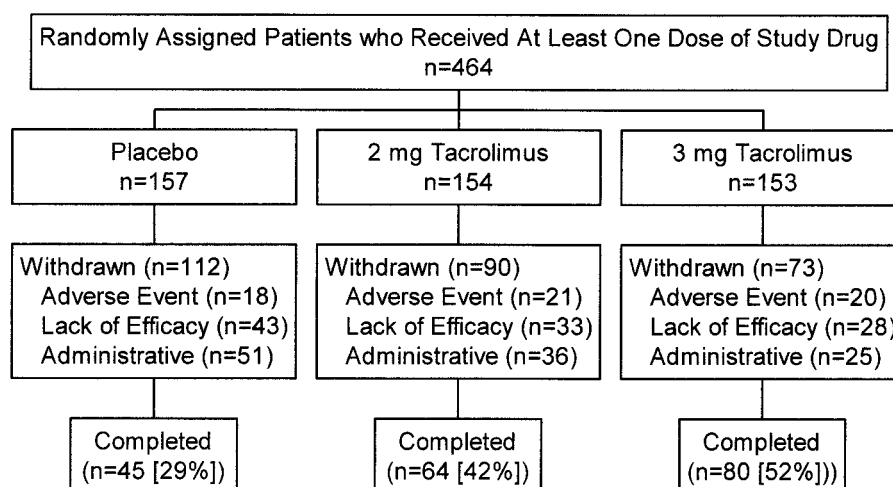 Randomly Assigned Patients who Received At Least One Dose of Study Drug
n=464
Placebo
n=157
2 mg Tacrolimus
n=154
3 mg Tacrolimus
n=153
Withdrawn (n=112)
Adverse Event (n=18)
Lack of Efficacy (n=43)
Administrative (n=51)
Withdrawn (n=90)
Adverse Event (n=21)
Lack of Efficacy (n=33)
Administrative (n=36)
Withdrawn (n=73)
Adverse Event (n=20)
Lack of Efficacy (n=28)
Administrative (n=25)
Completed
(n=45 [29%])
Completed
(n=64 [42%])
Completed
(n=80 [52%]))